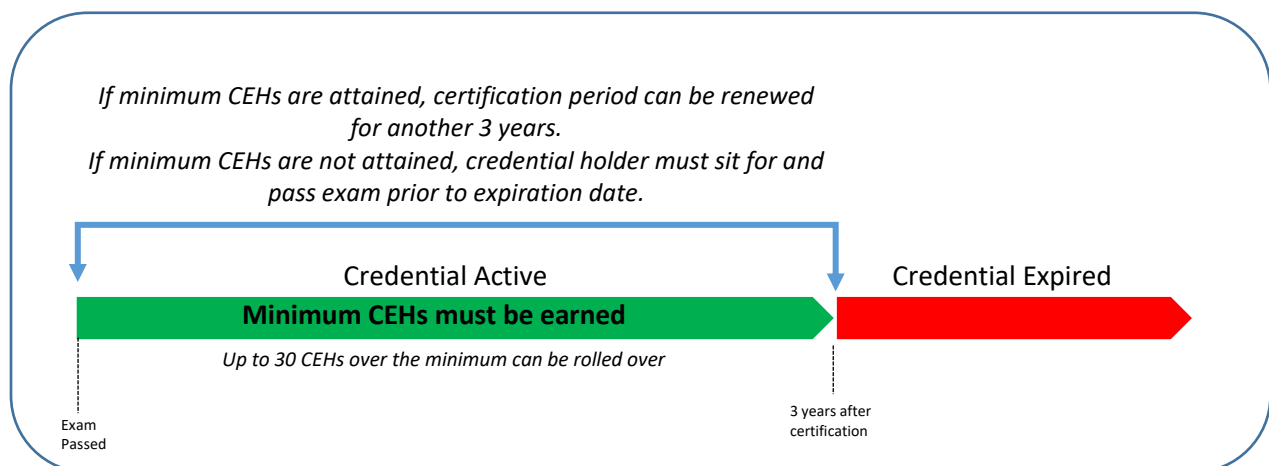 If minimum CEHs are attained, certification period can be renewed
for another 3 years.
If minimum CEHs are not attained, credential holder must sit for and
pass exam prior to expiration date.
Credential Active
Credential Expired
Minimum CEHs must be earned
Up to 30 CEHs over the minimum can be rolled over
Exam
Passed
3 years after
certification